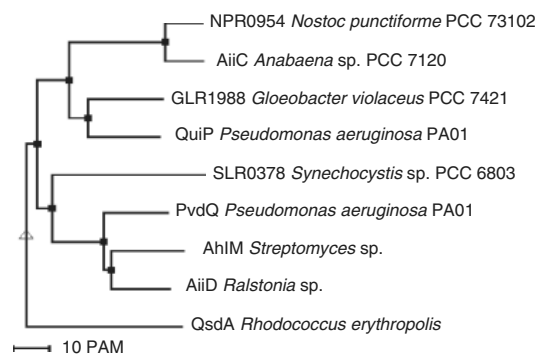 NPR0954 Nostoc punctiforme PCC 73102
AiiC Anabaena sp. PCC 7120
GLR1988 Gloeobacter violaceus PCC 7421
QuiP Pseudomonas aeruginosa PA01
SLR0378 Synechocystis sp. PCC 6803
PvdQ Pseudomonas aeruginosa PA01
AhlM Streptomyces sp.
AiiD Ralstonia sp.
QsdA Rhodococcus erythropolis
10 PAM